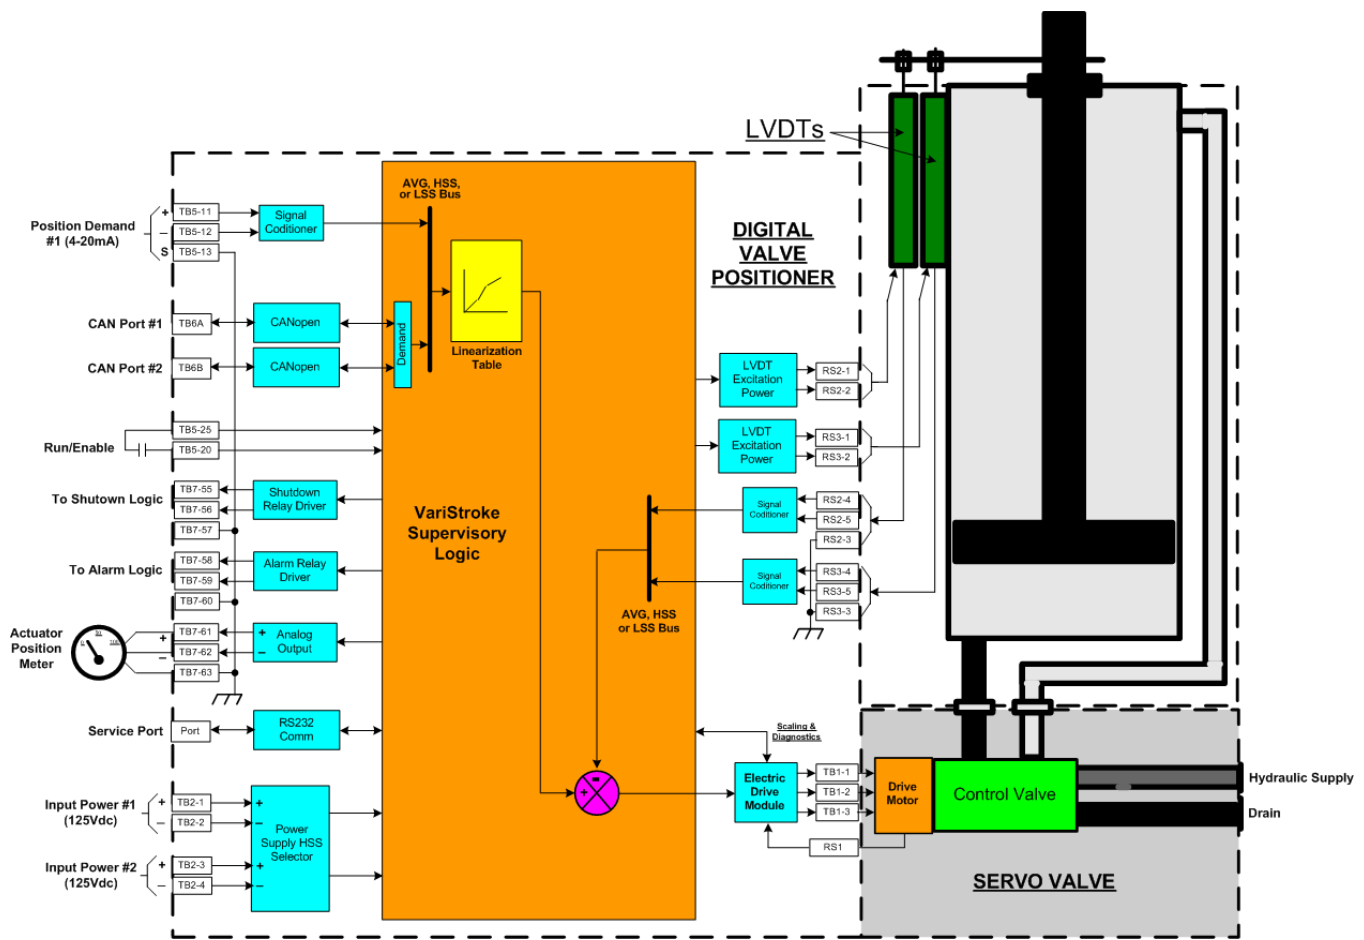 LVDTs
AVG, HSS,
or LSS Bus
Position Demand
#1 (4-20mA)
+
TB5-11
−
TB5-12
S
TB5-13
Signal
Coditioner
DIGITAL
VALVE
POSITIONER
CAN Port #1
TB6A
CANopen
CAN Port #2
TB6B
CANopen
Demand
Linearization
Table
LVDT
Excitation
Power
RS2-1
RS2-2
Run/Enable
TB5-25
TB5-20
LVDT
Excitation
Power
RS3-1
RS3-2
To Shutown Logic
TB7-55
TB7-56
TB7-57
Shutdown
Relay Driver
VariStroke
Supervisory
Logic
Signal
Coditioner
RS2-4
RS2-5
RS2-3
To Alarm Logic
TB7-58
TB7-59
TB7-60
Alarm Relay
Driver
Signal
Coditioner
RS3-4
RS3-5
RS3-3
AVG, HSS
or LSS Bus
Actuator
Position
Meter
+
−
TB7-61
TB7-62
TB7-63
+
−
Analog
Output
Service Port
Port
RS232
Comm
Scaling &
Diagnostics
Input Power #1
(125Vdc)
+
−
TB2-1
TB2-2
+
−
Power
Supply HSS
Selector
Input Power #2
(125Vdc)
+
−
TB2-3
TB2-4
+
−
−
+
Electric
Drive
Module
TB1-1
TB1-2
TB1-3
RS1
Drive
Motor
Control Valve
Hydraulic Supply
Drain
SERVO VALVE